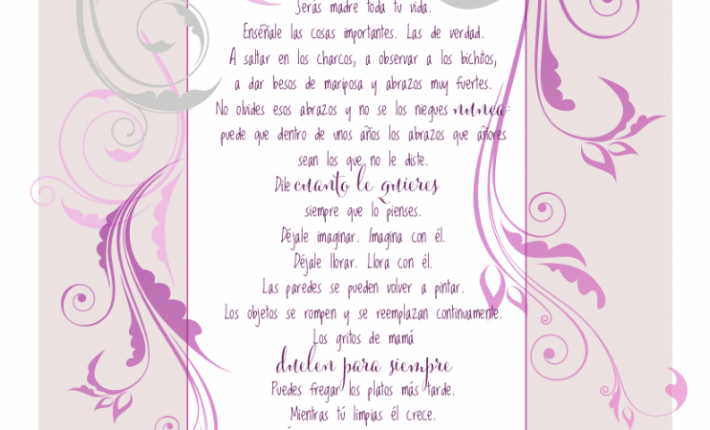 Serás madre toda tu vida.
Enséñale las cosas importantes. Las de verdad.
A saltar en los charcos, a observar a los bichitos,
a dar besos de mariposa y abrazos muy fuertes.
No olvides esos abrazos y no se los niegues nunca:
puede que dentro de unos años los abrazos que añores
sean los que no le diste.
Dile cuanto le quieres
siempre que lo pienses.
Déjale imaginar. Imagina con él.
Déjale llorar. Llora con él.
Las paredes se pueden volver a pintar.
Los objetos se rompen y se reemplazan continuamente.
Los gritos de mamá
duelen para siempre
Puedes fregar los platos más tarde.
Mientras tú limpias él crece.